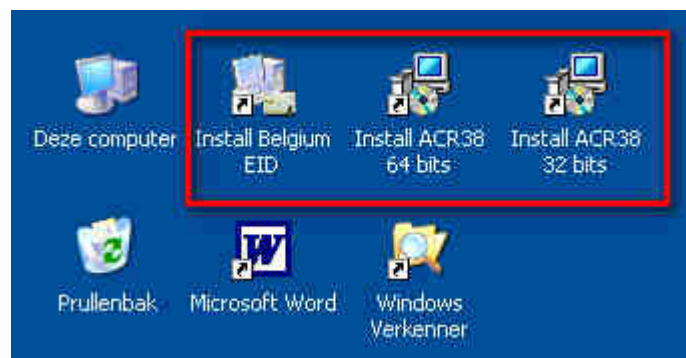 Deze computer
Install Belgium
EID
Install ACR38
64 bits
Install ACR38
32 bits
Prullenbak
Microsoft Word
Windows
Verkenner